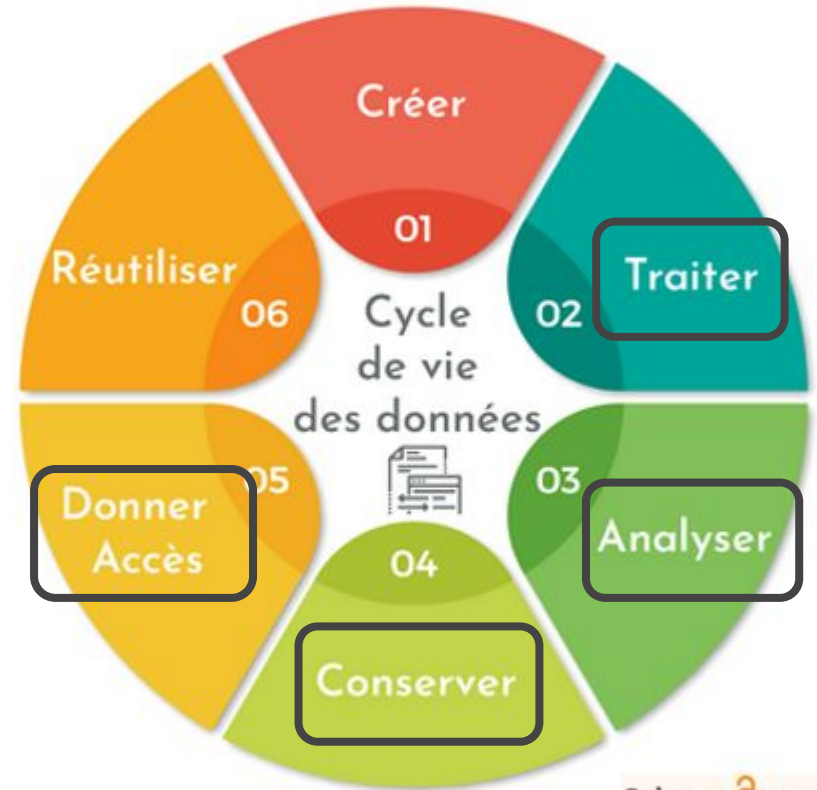 Créer
01
Traiter
02
Analyser
03
Conserver
04
Donner
Accès
05
Réutiliser
06
Cycle
de vie
des données